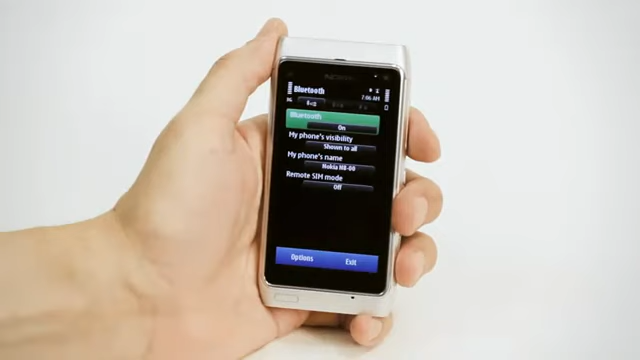 NOKIA
Bluetooth
7:06 AM
Bluetooth
On
My phone's visibility
Shown to all
My phone's name
Nokia N8-00
Remote SIM mode
Off
Options Exit